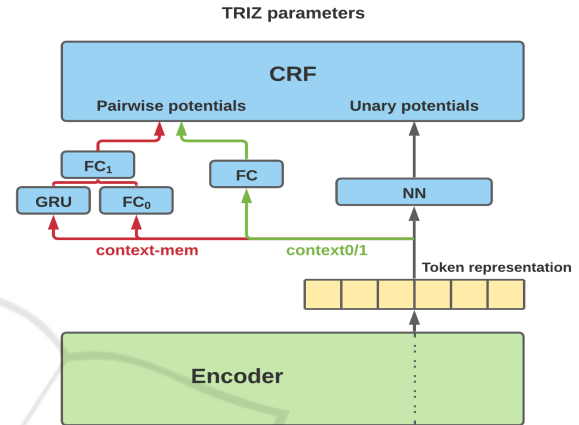 TRIZ parameters
CRF
Pairwise potentials
Unary potentials
FC1
GRU
FC0
FC
NN
context-mem
context0/1
Token representation
Encoder